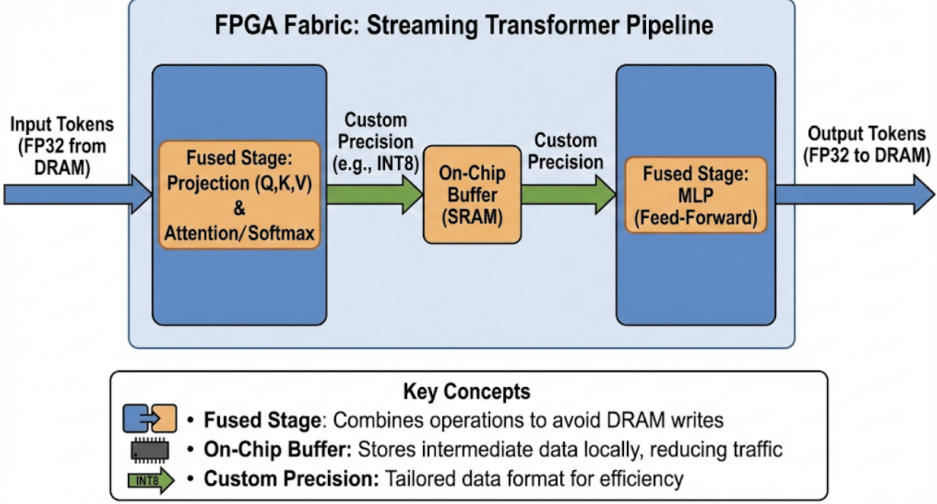 FPGA Fabric: Streaming Transformer Pipeline
Input Tokens
(FP32 from
DRAM)
Fused Stage:
Projection (Q,K,V)
&
Attention/Softmax
Custom
Precision
(e.g., INT8)
On-Chip
Buffer
(SRAM)
Custom
Precision
Fused Stage:
MLP
(Feed-Forward)
Output Tokens
(FP32 to DRAM)
Key Concepts
• Fused Stage: Combines operations to avoid DRAM writes
• On-Chip Buffer: Stores intermediate data locally, reducing traffic
INT8 • Custom Precision: Tailored data format for efficiency